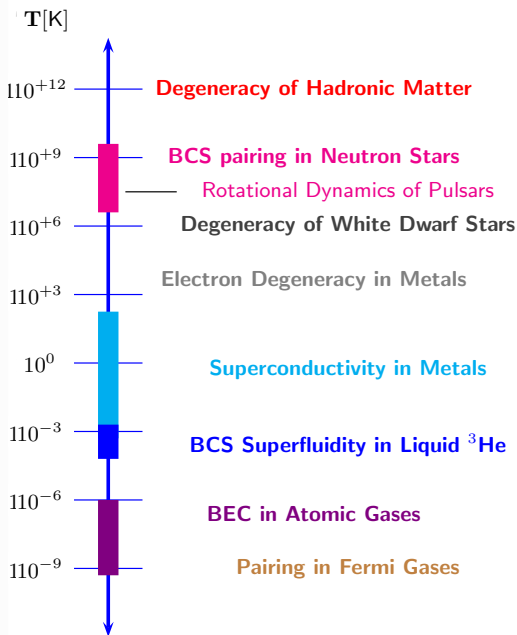 T[K]
110⁺¹² Degeneracy of Hadronic Matter
110⁺⁹ BCS pairing in Neutron Stars
Rotational Dynamics of Pulsars
110⁺⁶ Degeneracy of White Dwarf Stars
Electron Degeneracy in Metals
110⁺³
10⁰ Superconductivity in Metals
110⁻³
BCS Superfluidity in Liquid ³He
110⁻⁶
BEC in Atomic Gases
110⁻⁹ Pairing in Fermi Gases